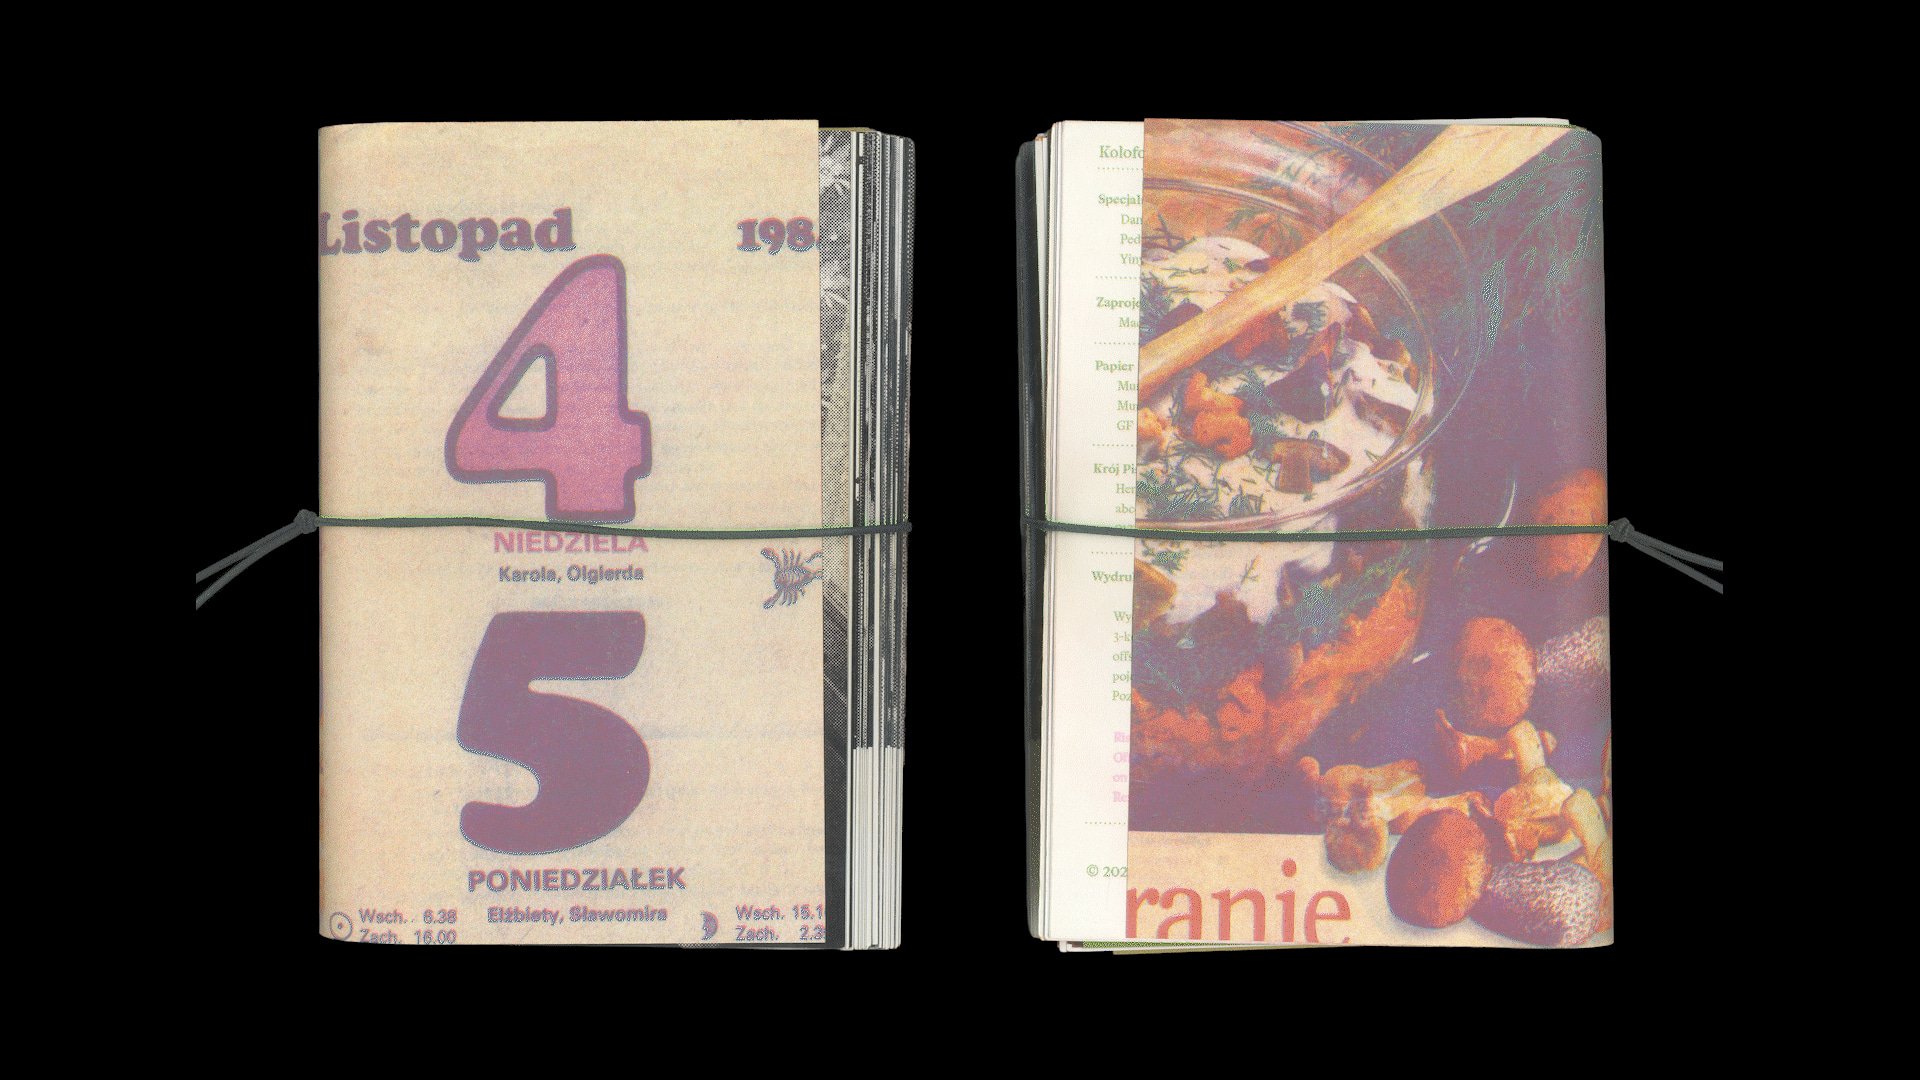 Listopad 198
4
NIEDZIELA
Karola, Olgierda
5
PONIEDZIAŁEK
Elżbiety, Sławomira
Wsch. 6.38
Zach. 16.00
Wsch. 15.1
Zach. 2.3
Kolofo
Specjal
Dan
Ped
Yin
Zaproje
Ma
Papier
Mu
Mu
GF
Krój Pi
Her
abc
Wydru
Wy
3-k
offs
poj
Poz
on
© 202
ranie